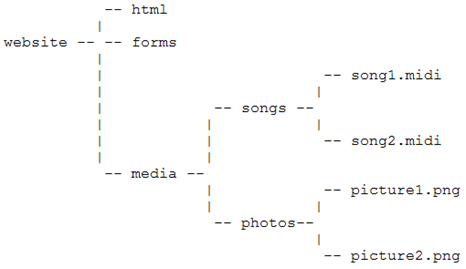 -- html
website -- -- forms
-- song1.midi
-- songs --
-- song2.midi
-- media --
-- picture1.png
-- photos--
-- picture2.png